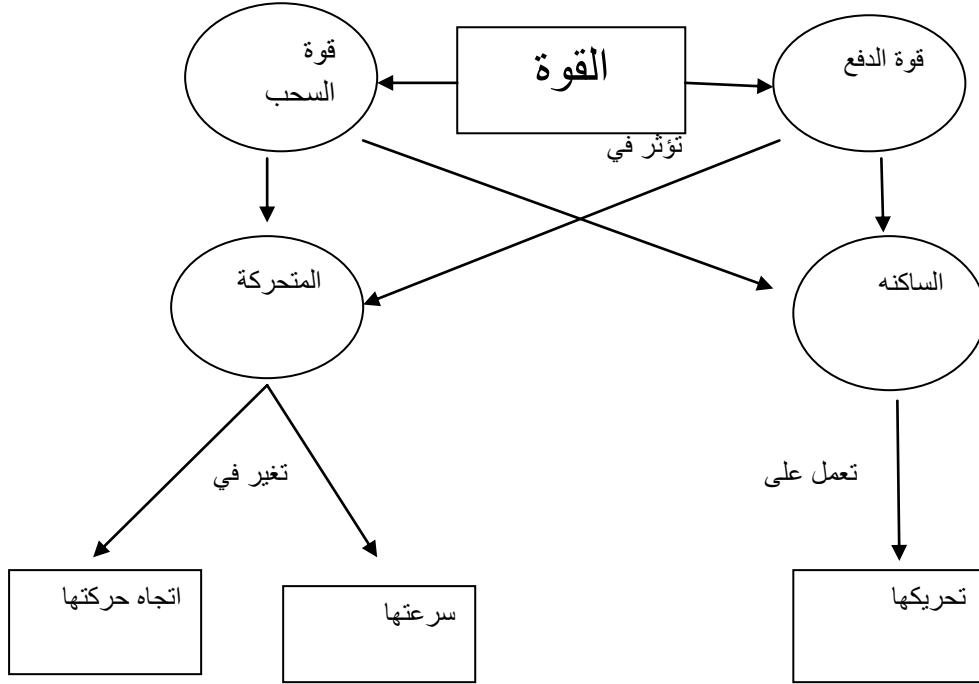 قوة الدفع
القوة
قوة
السحب
تؤثر في
الساكنه
المتحركة
تعمل على
تغير في
تحريكها
سرعتها
اتجاه حركتها